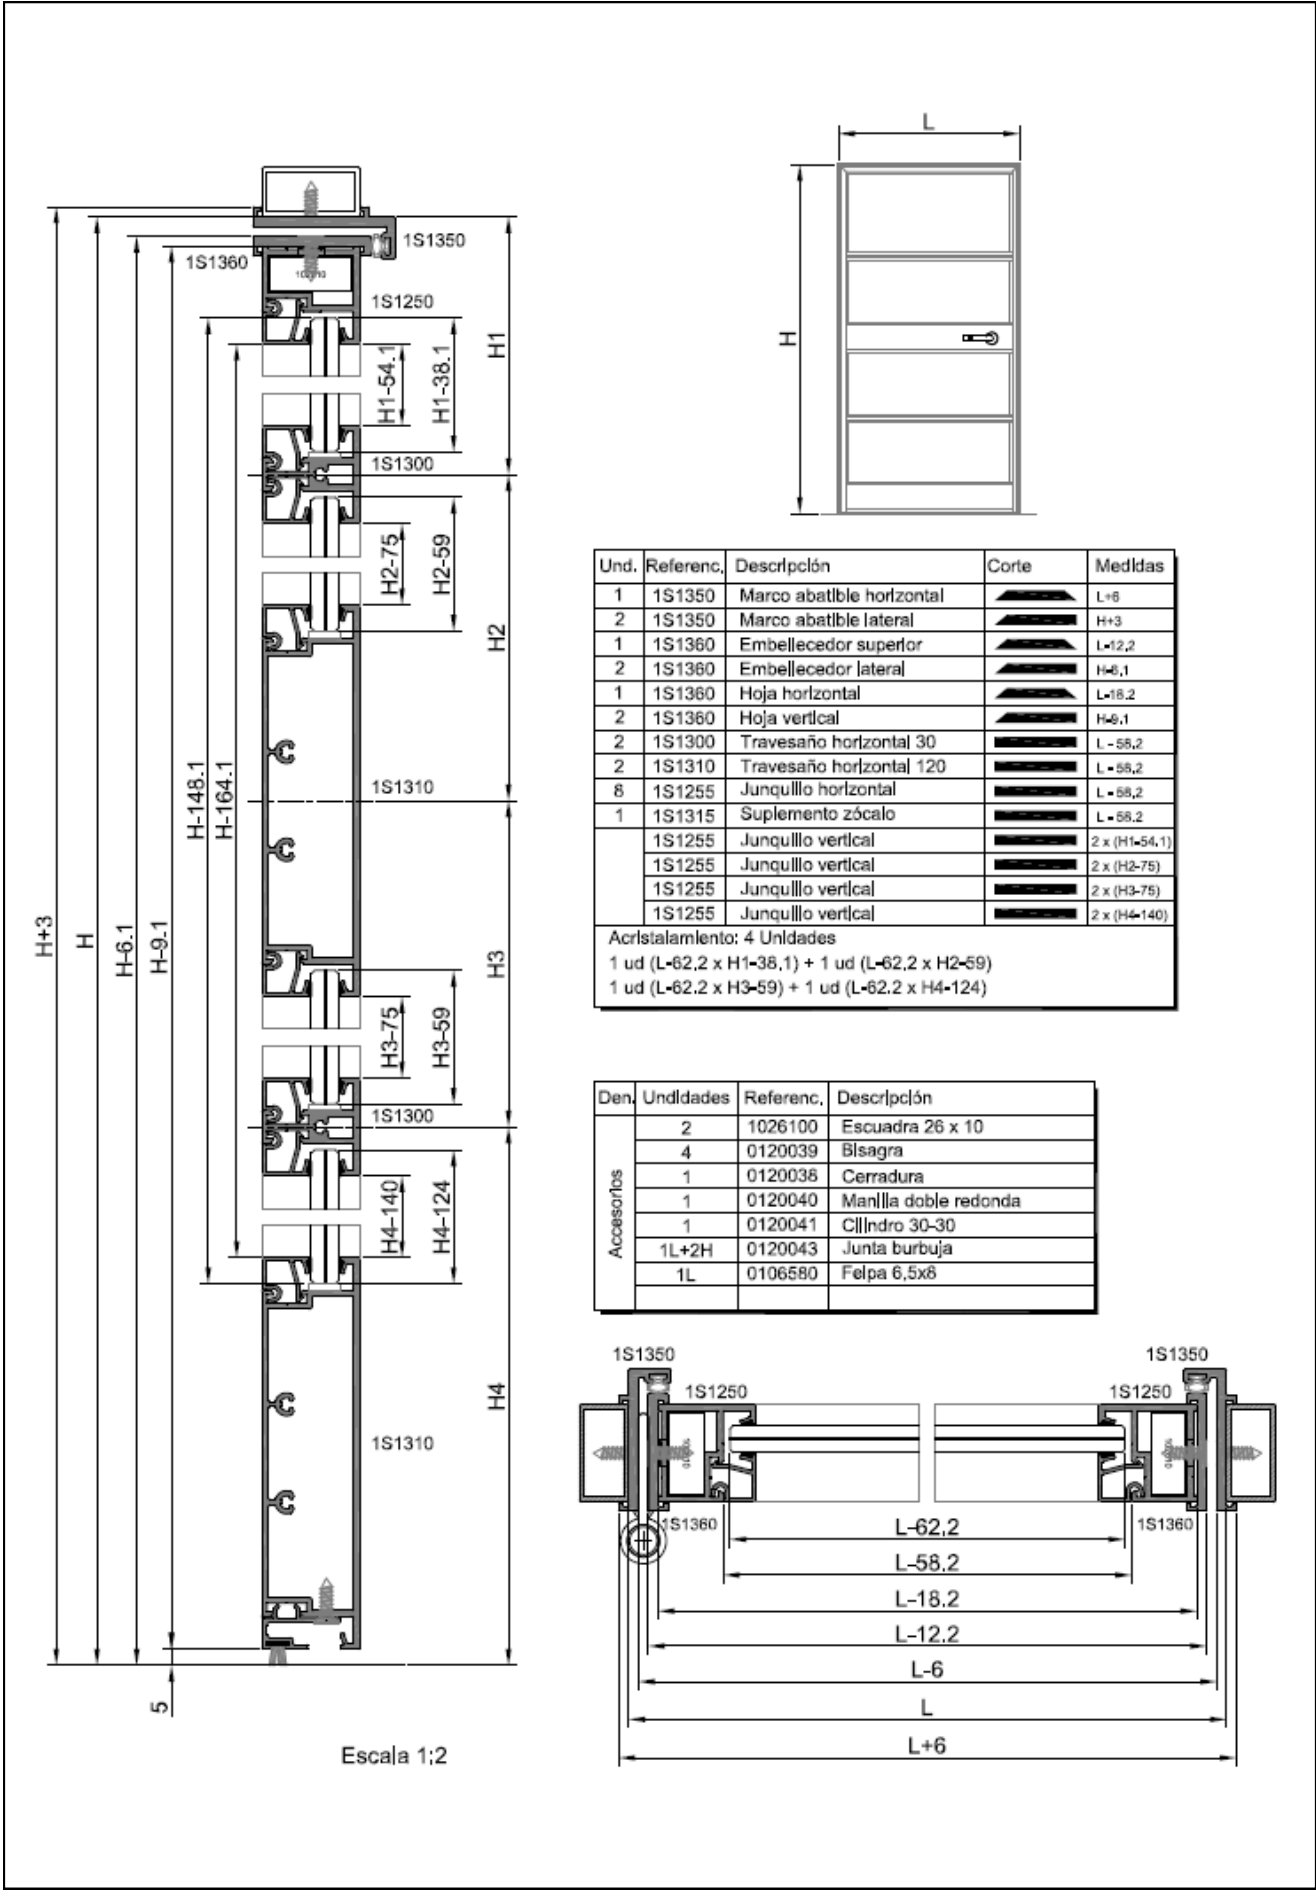 L
H
H+3
H
H-6.1
H-9.1
H-148.1
H-164.1
5
1S1350
1S1360
1S1250
H1-54.1
H1-38.1
H1
1S1300
H2-75
H2-59
H2
1S1310
H3-75
H3-59
H3
1S1300
H4-140
H4-124
H4
1S1310
Escala 1:2
Und. Referenc. Descripción Corte Medidas
1 1S1350 Marco abatible horizontal L+6
2 1S1350 Marco abatible lateral H+3
1 1S1360 Embellecedor superior L-12,2
2 1S1360 Embellecedor lateral H-6,1
1 1S1360 Hoja horizontal L-18.2
2 1S1360 Hoja vertical H-9.1
2 1S1300 Travesaño horizontal 30 L - 58,2
2 1S1310 Travesaño horizontal 120 L - 58,2
8 1S1255 Junquillo horizontal L - 58,2
1 1S1315 Suplemento zócalo L - 58.2
1S1255 Junquillo vertical 2 x (H1-54.1)
1S1255 Junquillo vertical 2 x (H2-75)
1S1255 Junquillo vertical 2 x (H3-75)
1S1255 Junquillo vertical 2 x (H4-140)
Acristalamiento: 4 Unidades
1 ud (L-62,2 x H1-38,1) + 1 ud (L-62,2 x H2-59)
1 ud (L-62.2 x H3-59) + 1 ud (L-62.2 x H4-124)
Den. Undidades Referenc. Descripción
Accesorios
2 1026100 Escuadra 26 x 10
4 0120039 Bisagra
1 0120038 Cerradura
1 0120040 Manilla doble redonda
1 0120041 Cilindro 30-30
1L+2H 0120043 Junta burbuja
1L 0106580 Felpa 6,5x8
1S1350 1S1350
1S1250 1S1250
1S1360 1S1360
L-62,2
L-58.2
L-18.2
L-12.2
L-6
L
L+6